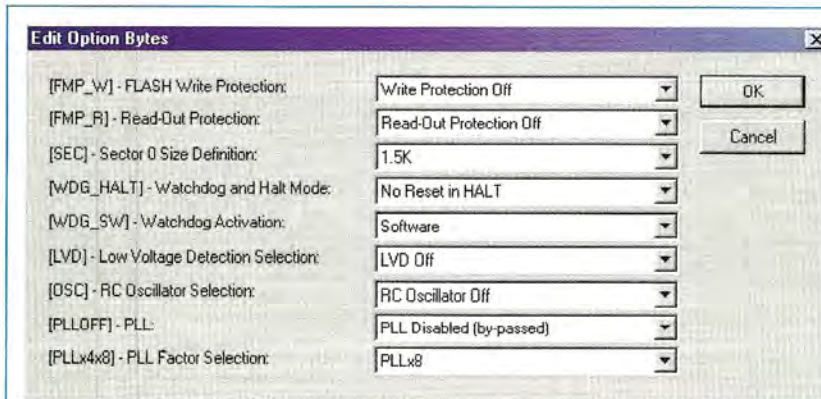 Edit Option Bytes
[FMP_W] - FLASH Write Protection: Write Protection Off OK
[FMP_R] - Read-Out Protection: Read-Out Protection Off
Cancel
[SEC] - Sector 0 Size Definition: 1.5K
[WDG_HALT] - Watchdog and Halt Mode: No Reset in HALT
[WDG_SW] - Watchdog Activation: Software
[LVD] - Low Voltage Detection Selection: LVD Off
[OSC] - RC Oscillator Selection: RC Oscillator Off
[PLLOFF] - PLL: PLL Disabled (by-passed)
[PLLx4x8] - PLL Factor Selection: PLLx8